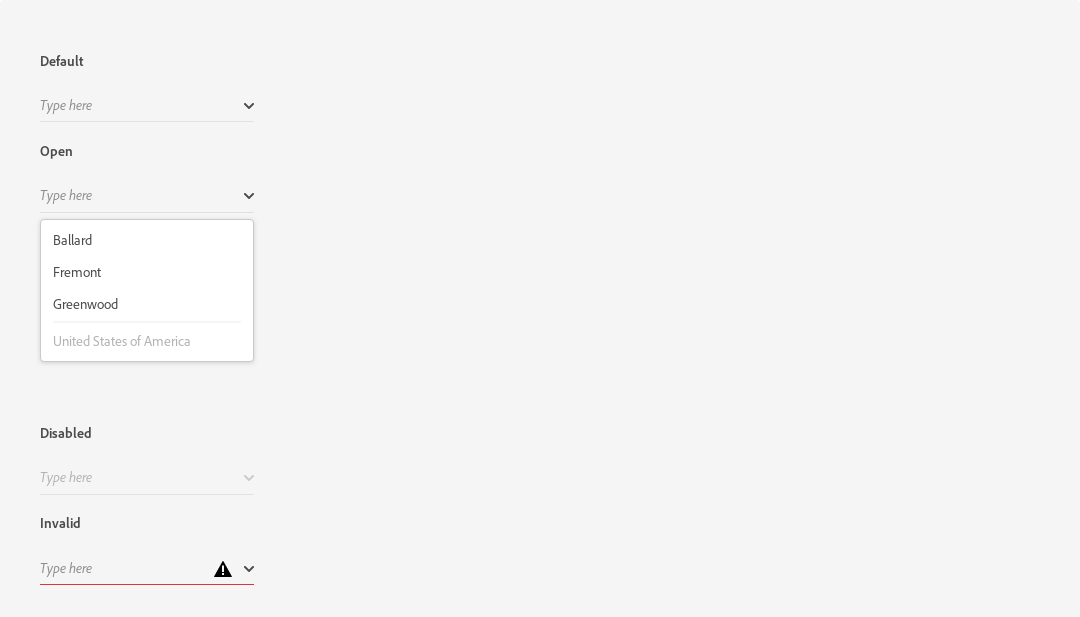 Default
Type here
Open
Type here
Ballard
Fremont
Greenwood
United States of America
Disabled
Type here
Invalid
Type here